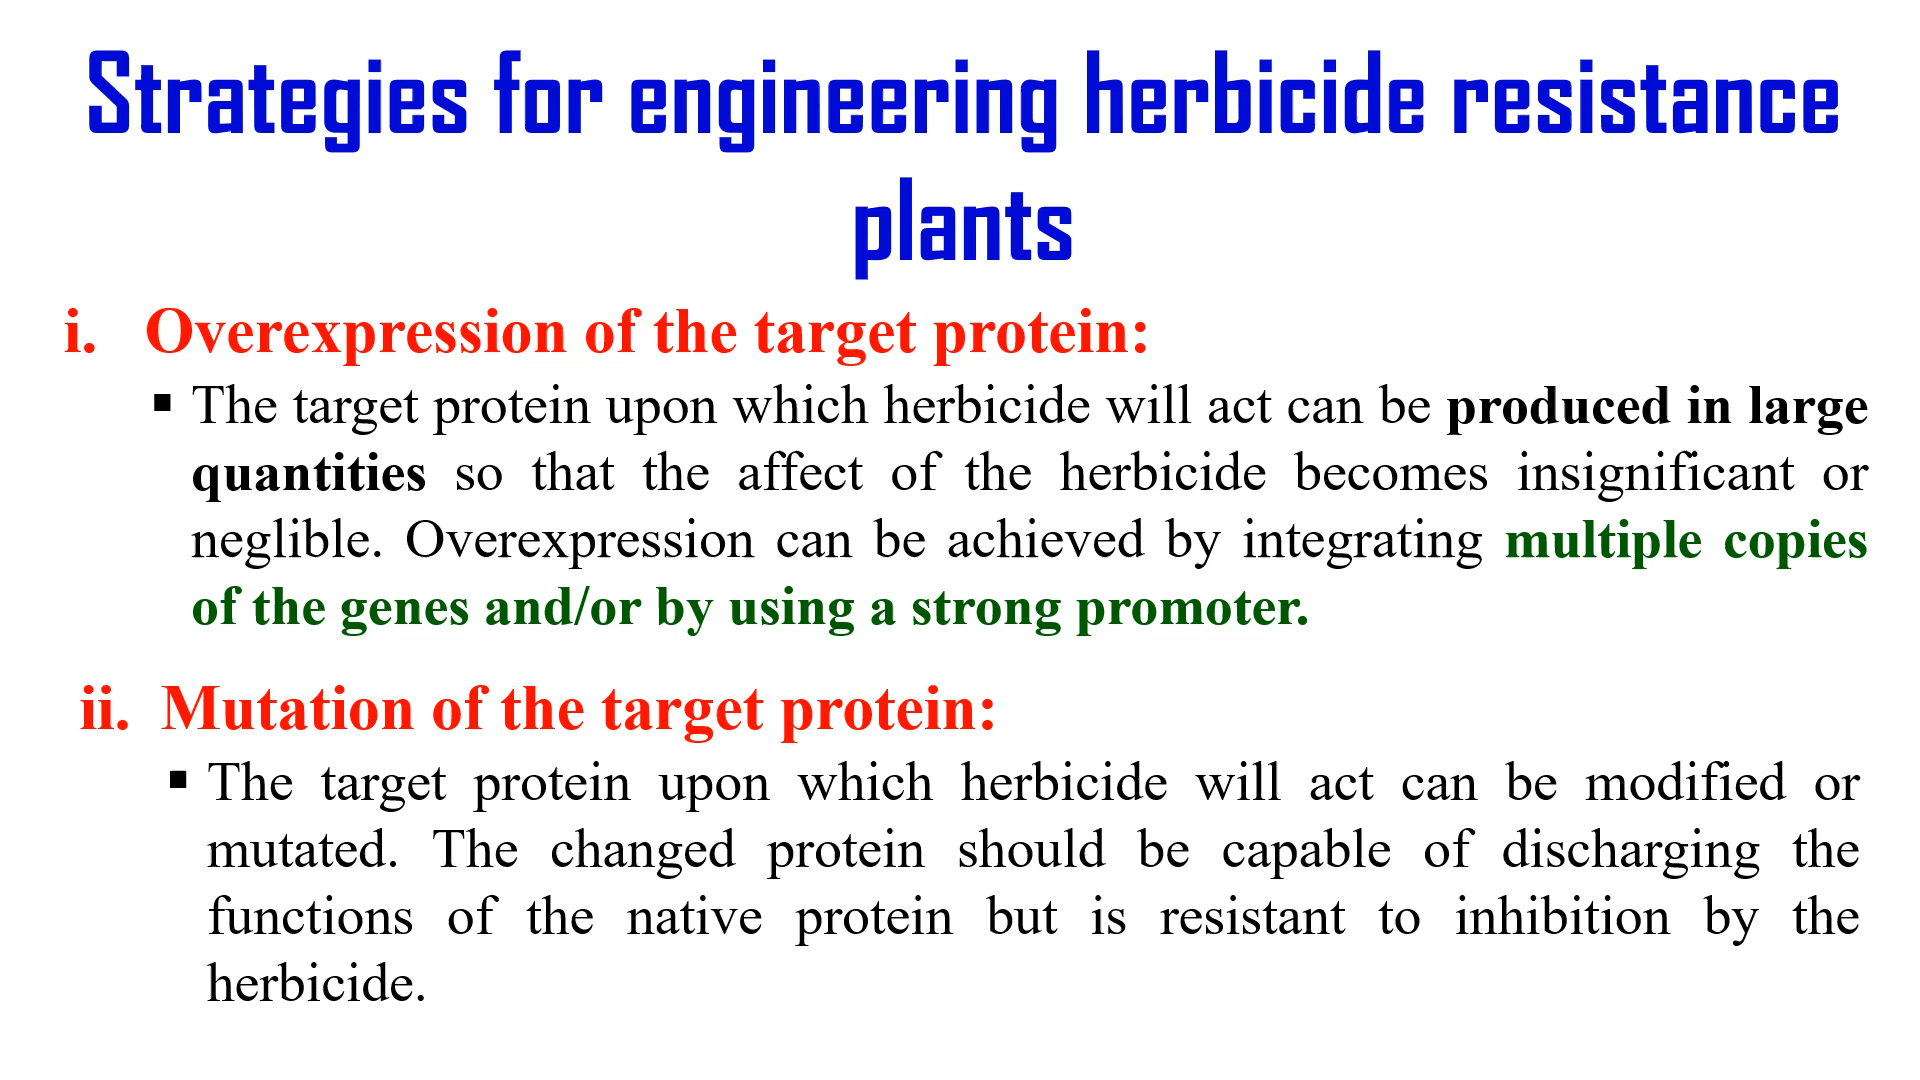 Strategies for engineering herbicide resistance
plants
i. Overexpression of the target protein:
▪ The target protein upon which herbicide will act can be produced in large
quantities so that the affect of the herbicide becomes insignificant or
neglible. Overexpression can be achieved by integrating multiple copies
of the genes and/or by using a strong promoter.
ii. Mutation of the target protein:
▪ The target protein upon which herbicide will act can be modified or
mutated. The changed protein should be capable of discharging the
functions of the native protein but is resistant to inhibition by the
herbicide.